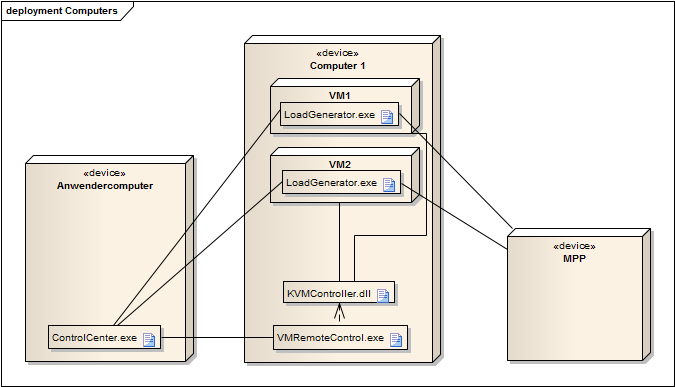 deployment Computers
«device»
Computer 1
VM1
LoadGenerator.exe
VM2
LoadGenerator.exe
«device»
Anwendercomputer
«device»
MPP
KVMController.dll
ControlCenter.exe
VMRemoteControl.exe